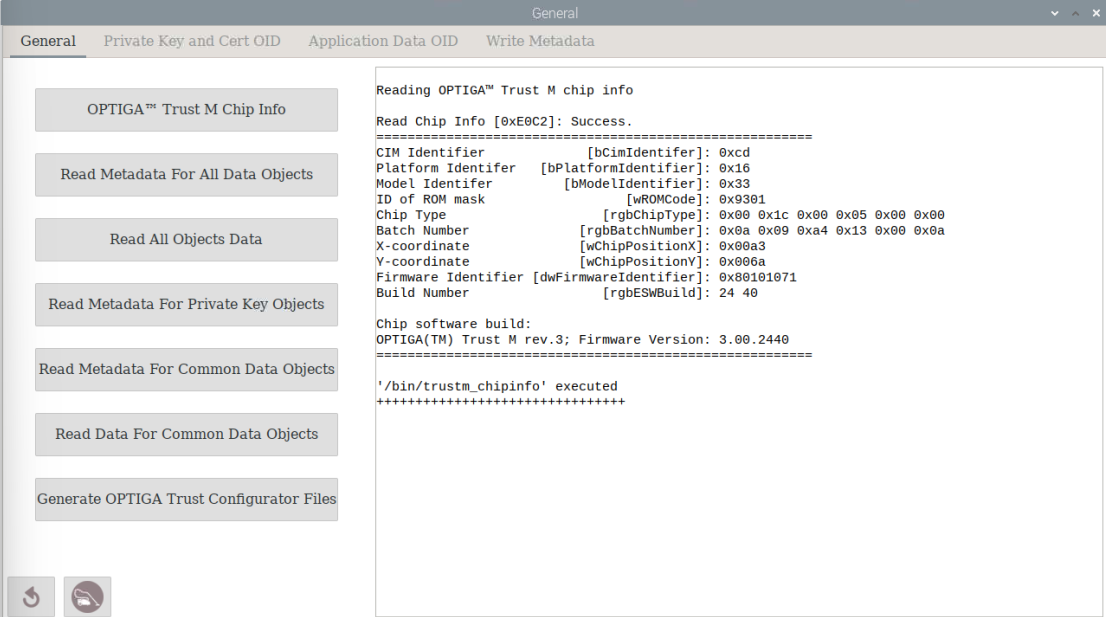 General
General Private Key and Cert OID Application Data OID Write Metadata
OPTIGA™ Trust M Chip Info
Read Metadata For All Data Objects
Read All Objects Data
Read Metadata For Private Key Objects
Read Metadata For Common Data Objects
Read Data For Common Data Objects
Generate OPTIGA Trust Configurator Files
Reading OPTIGA™ Trust M chip info
Read Chip Info [0xE0C2]: Success.
========================================================
CIM Identifier             [bCimIdentifer]: 0xcd
Platform Identifer   [bPlatformIdentifier]: 0x16
Model Identifer         [bModelIdentifier]: 0x33
ID of ROM mask                  [wROMCode]: 0x9301
Chip Type                    [rgbChipType]: 0x00 0x1c 0x00 0x05 0x00 0x00
Batch Number              [rgbBatchNumber]: 0x0a 0x09 0xa4 0x13 0x00 0x0a
X-coordinate              [wChipPositionX]: 0x00a3
Y-coordinate              [wChipPositionY]: 0x006a
Firmware Identifier [dwFirmwareIdentifier]: 0x80101071
Build Number                 [rgbESWBuild]: 24 40
Chip software build:
OPTIGA(TM) Trust M rev.3; Firmware Version: 3.00.2440
========================================================
'/bin/trustm_chipinfo' executed
++++++++++++++++++++++++++++++++